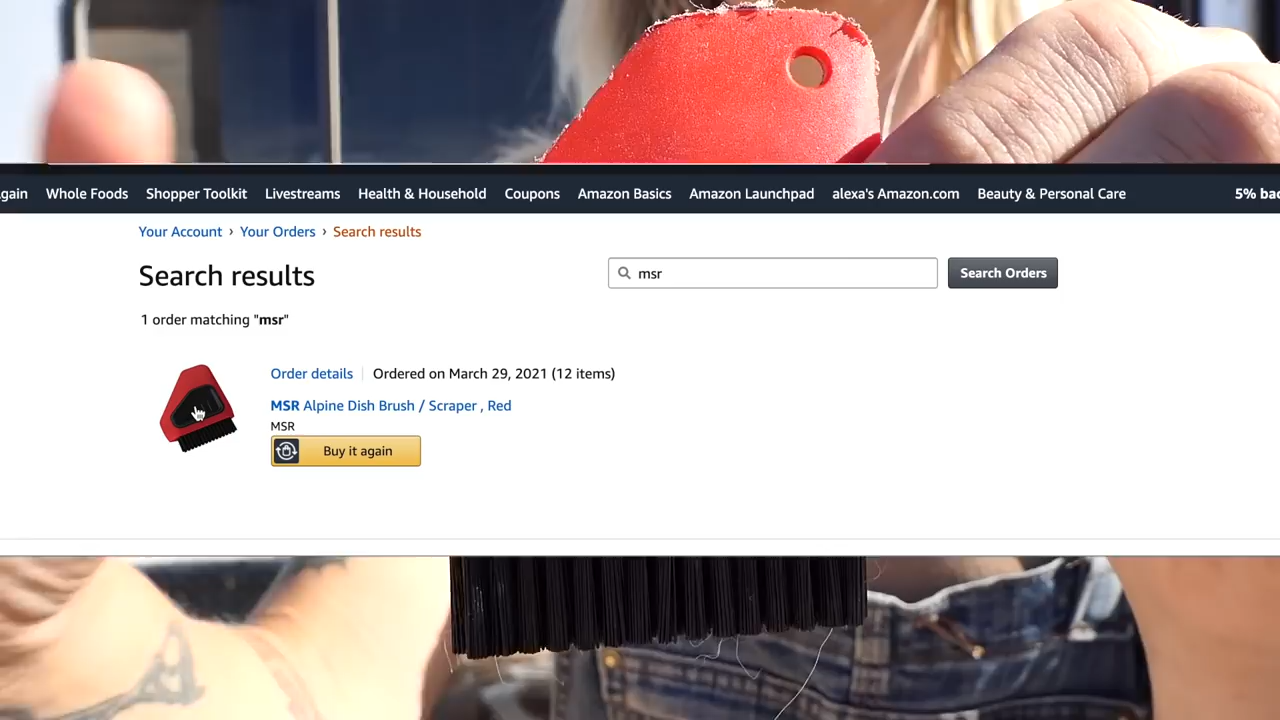 gain Whole Foods Shopper Toolkit Livestreams Health & Household Coupons Amazon Basics Amazon Launchpad alexa's Amazon.com Beauty & Personal Care 5% bac
Your Account › Your Orders › Search results
Search results
msr
Search Orders
1 order matching "msr"
Order details Ordered on March 29, 2021 (12 items)
MSR Alpine Dish Brush / Scraper , Red
MSR
Buy it again